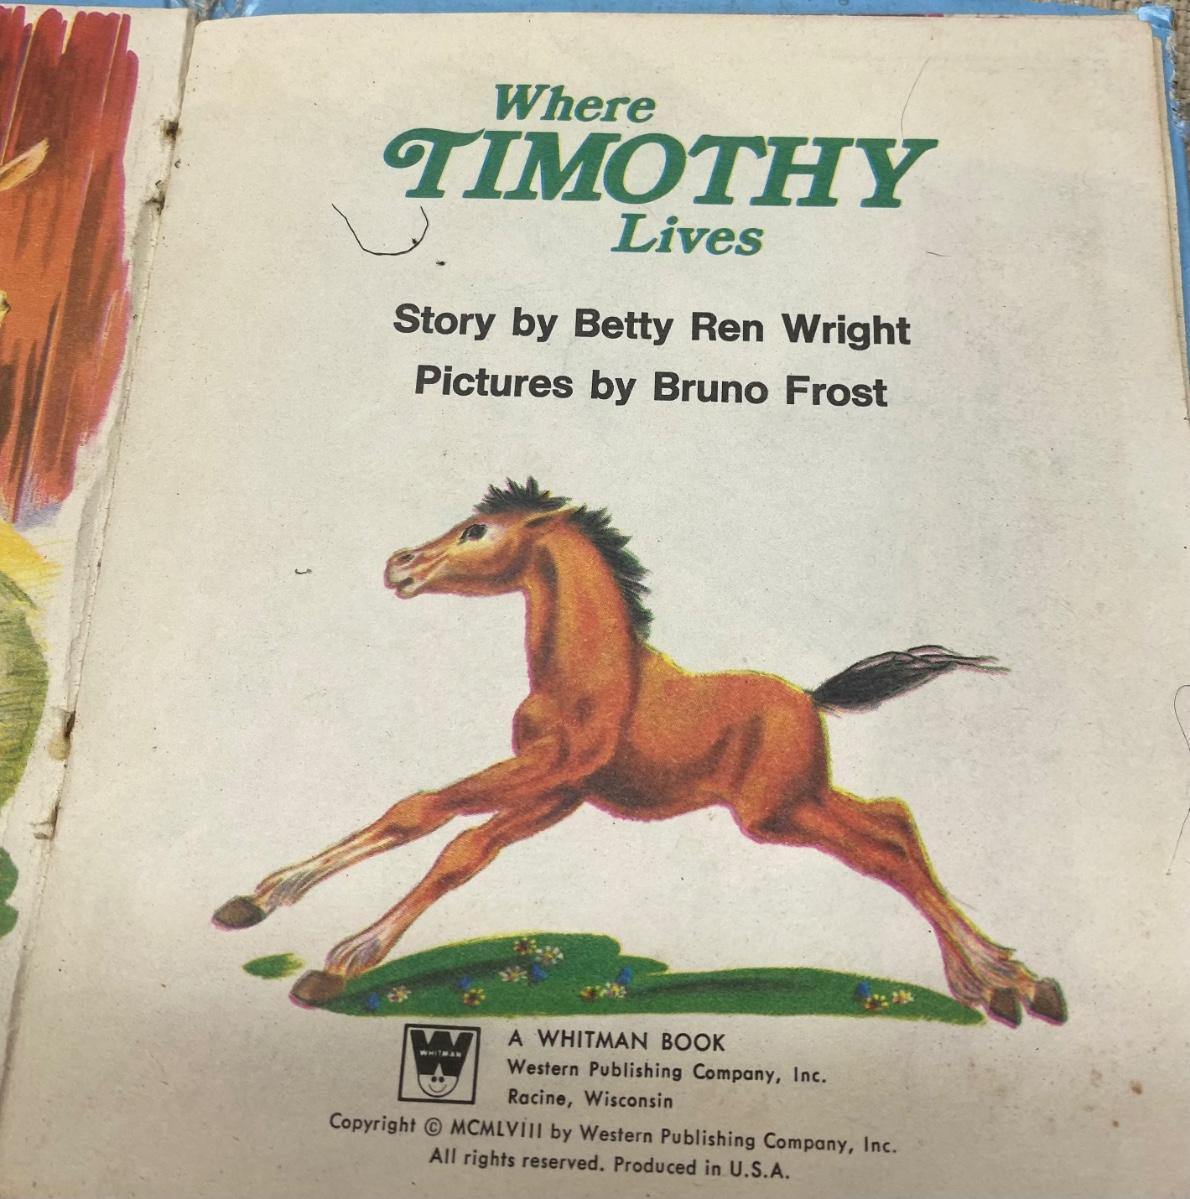 Where
TIMOTHY
Lives
Story by Betty Ren Wright
Pictures by Bruno Frost
WHITMAN
A WHITMAN BOOK
Western Publishing Company, Inc.
Racine, Wisconsin
Copyright © MCMLVIII by Western Publishing Company, Inc.
All rights reserved. Produced in U.S.A.